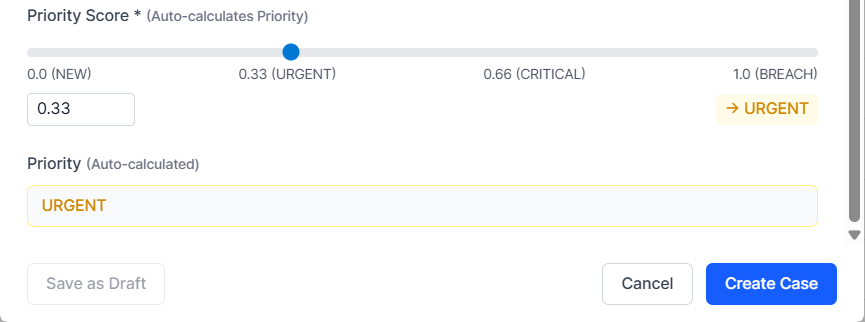 Priority Score * (Auto-calculates Priority)
0.0 (NEW) 0.33 (URGENT) 0.66 (CRITICAL) 1.0 (BREACH)
0.33 → URGENT
Priority (Auto-calculated)
URGENT
Save as Draft Cancel Create Case